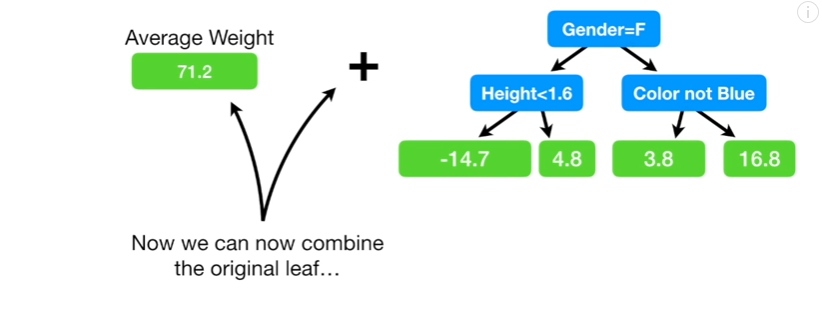 Average Weight
71.2
+
Gender=F
Height<1.6
Color not Blue
-14.7
4.8
3.8
16.8
Now we can now combine
the original leaf...
i